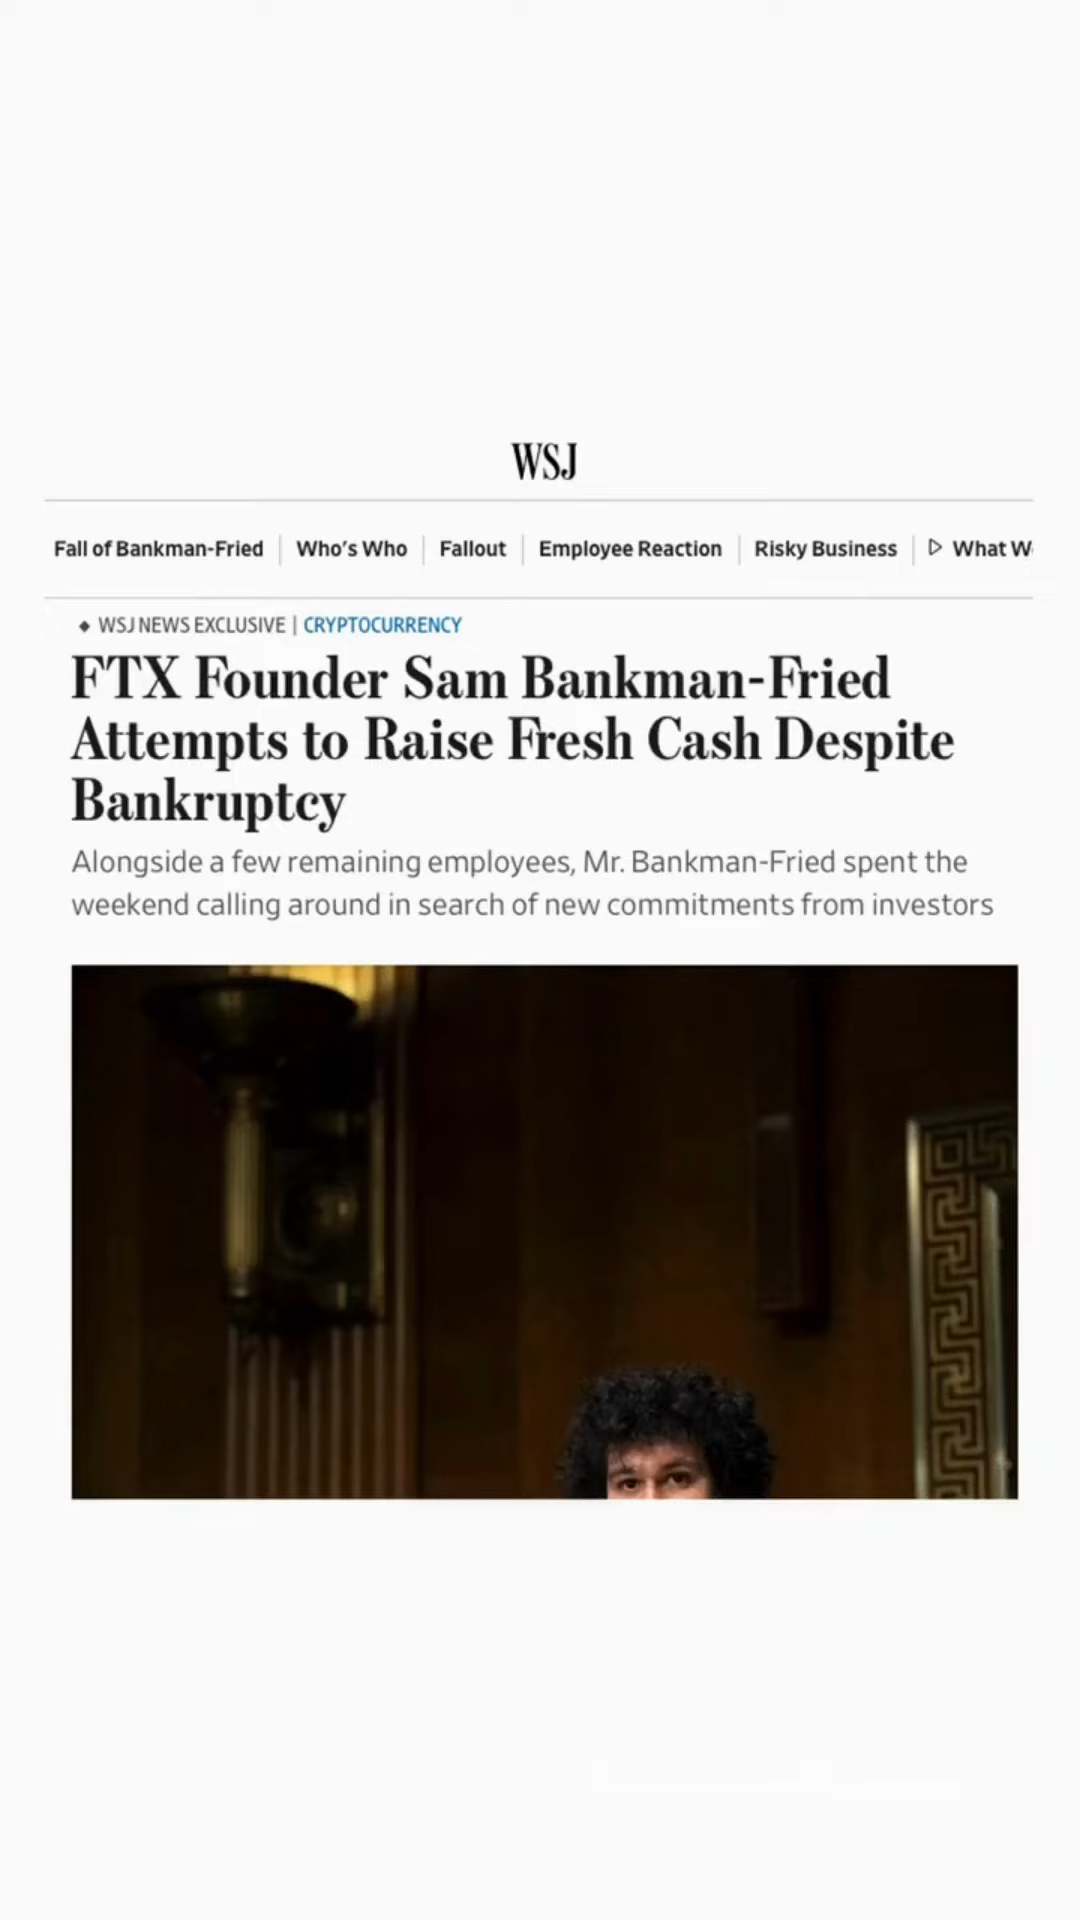 WSJ
Fall of Bankman-Fried | Who's Who | Fallout | Employee Reaction | Risky Business | What W
WSJ NEWS EXCLUSIVE | CRYPTOCURRENCY
FTX Founder Sam Bankman-Fried
Attempts to Raise Fresh Cash Despite
Bankruptcy
Alongside a few remaining employees, Mr. Bankman-Fried spent the
weekend calling around in search of new commitments from investors